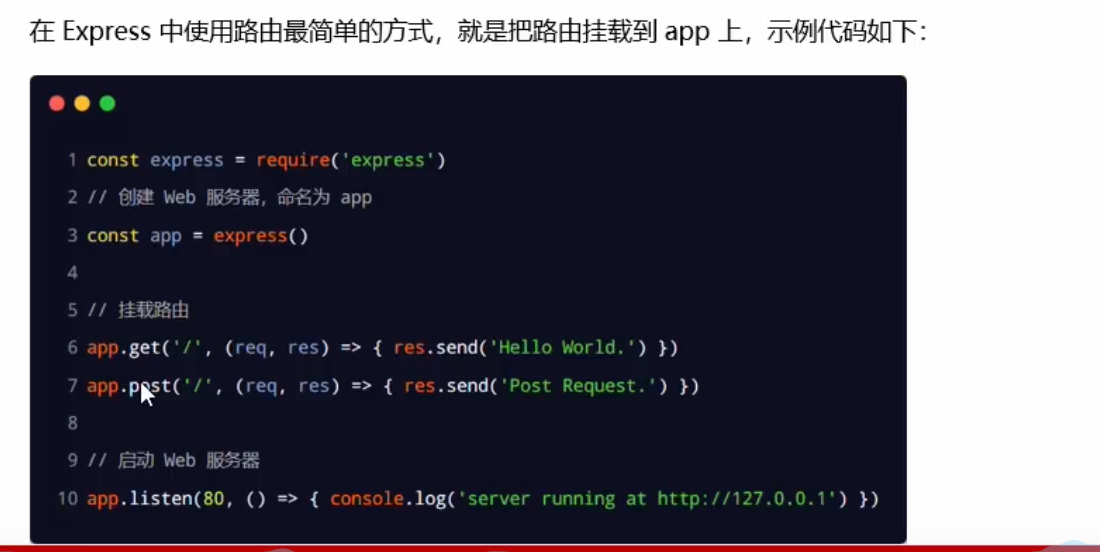 在 Express 中使用路由最简单的方式，就是把路由挂载到 app 上，示例代码如下：
1 const express = require('express')
2 // 创建 Web 服务器，命名为 app
3 const app = express()
4
5 // 挂载路由
6 app.get('/', (req, res) => { res.send('Hello World.') })
7 app.post('/', (req, res) => { res.send('Post Request.') })
8
9 // 启动 Web 服务器
10 app.listen(80, () => { console.log('server running at http://127.0.0.1') })